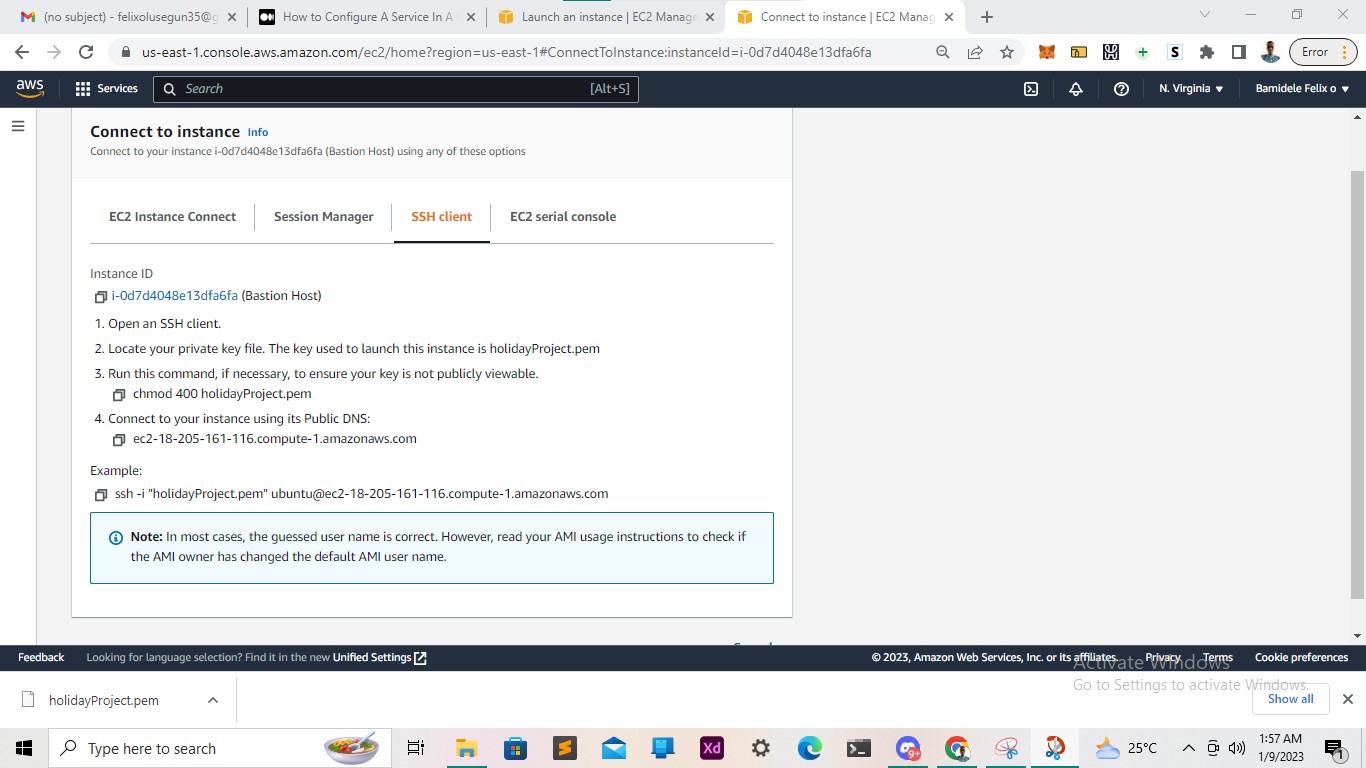 (no subject) - felixolusegun35@g
How to Configure A Service In A
Launch an instance | EC2 Manage
Connect to instance | EC2 Manag
us-east-1.console.aws.amazon.com/ec2/home?region=us-east-1#ConnectToInstance:instanceId=i-0d7d4048e13dfa6fa
Error
aws
Services
Search
[Alt+S]
N. Virginia
Bamidele Felix o
Connect to instance Info
Connect to your instance i-0d7d4048e13dfa6fa (Bastion Host) using any of these options
EC2 Instance Connect
Session Manager
SSH client
EC2 serial console
Instance ID
i-0d7d4048e13dfa6fa (Bastion Host)
1. Open an SSH client.
2. Locate your private key file. The key used to launch this instance is holidayProject.pem
3. Run this command, if necessary, to ensure your key is not publicly viewable.
chmod 400 holidayProject.pem
4. Connect to your instance using its Public DNS:
ec2-18-205-161-116.compute-1.amazonaws.com
Example:
ssh -i "holidayProject.pem" ubuntu@ec2-18-205-161-116.compute-1.amazonaws.com
Note: In most cases, the guessed user name is correct. However, read your AMI usage instructions to check if
the AMI owner has changed the default AMI user name.
Feedback
Looking for language selection? Find it in the new Unified Settings
© 2023, Amazon Web Services, Inc. or its affiliates.
Privacy
Terms
Cookie preferences
Activate Windows
Go to Settings to activate Windows.
holidayProject.pem
Show all
Type here to search
Xd
9+
25°C
1:57 AM
1/9/2023
1